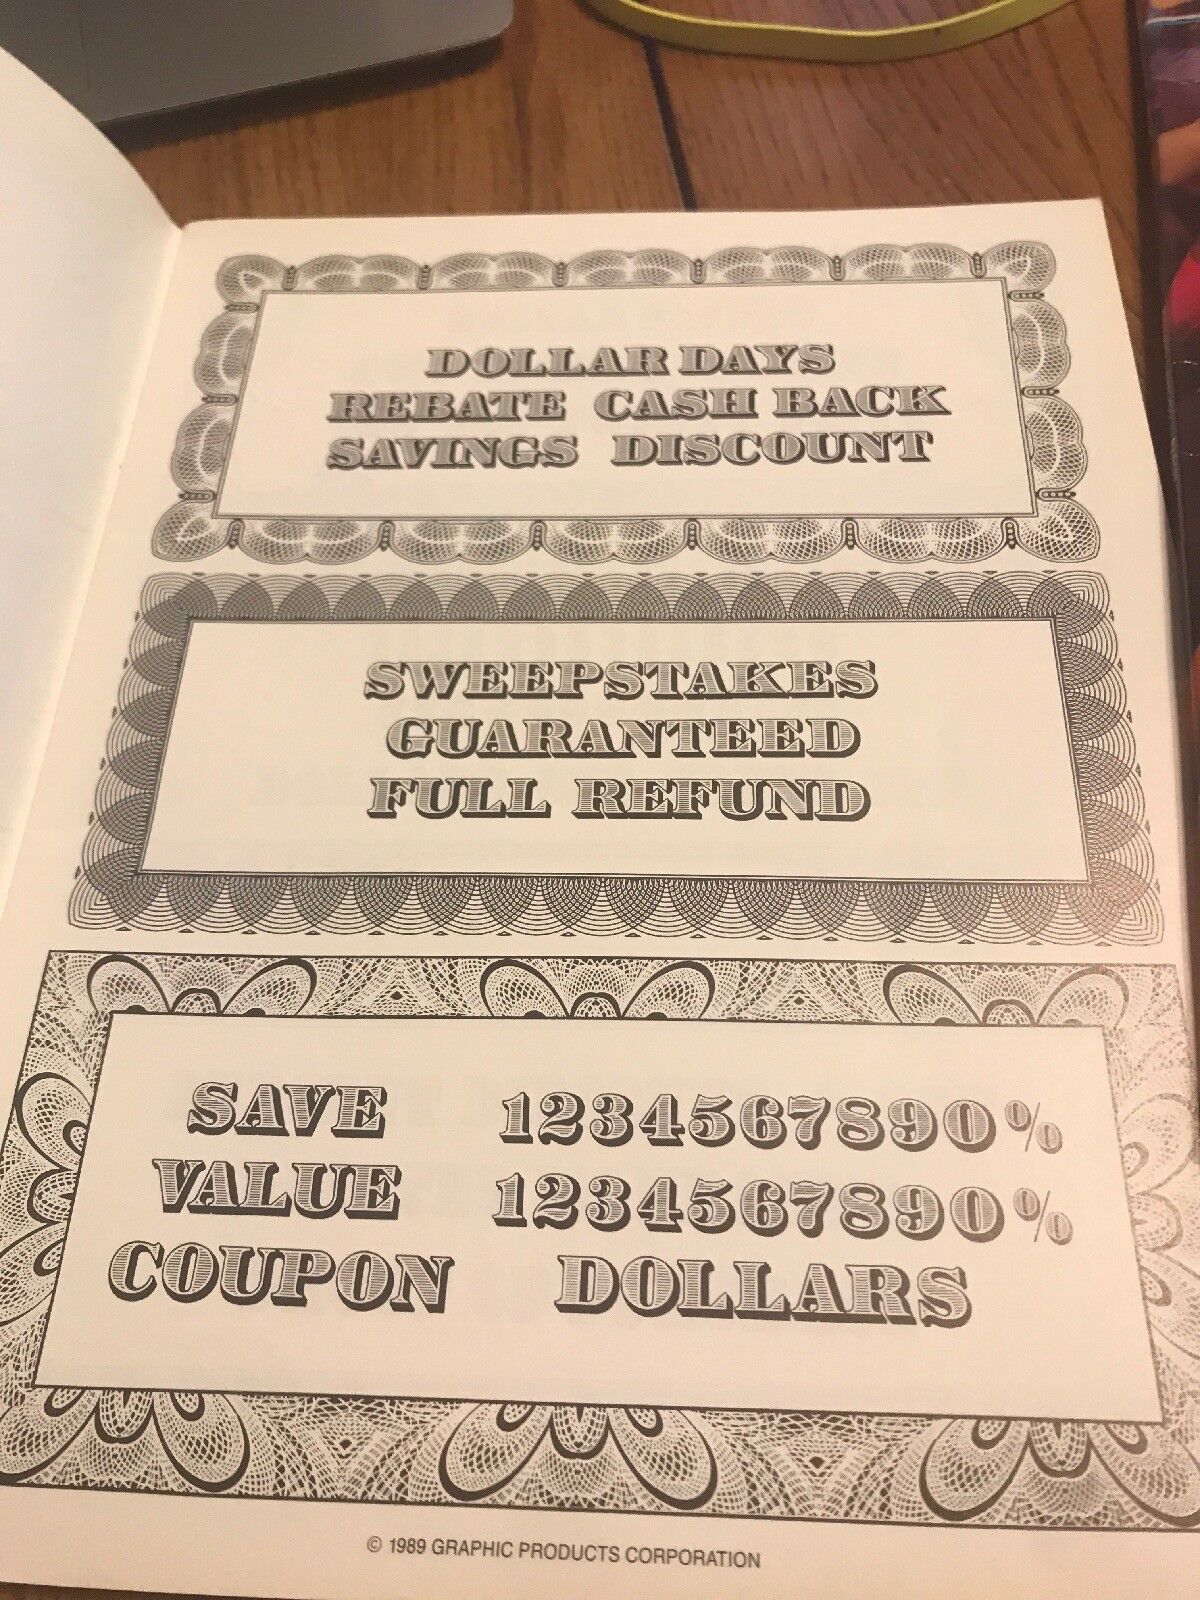 DOLLAR DAYS
REBATE CASH BACK
SAVINGS DISCOUNT
SWEEPSTAKES
GUARANTEED
FULL REFUND
SAVE 1234567890%
VALUE 1234567890%
COUPON DOLLARS
© 1989 GRAPHIC PRODUCTS CORPORATION